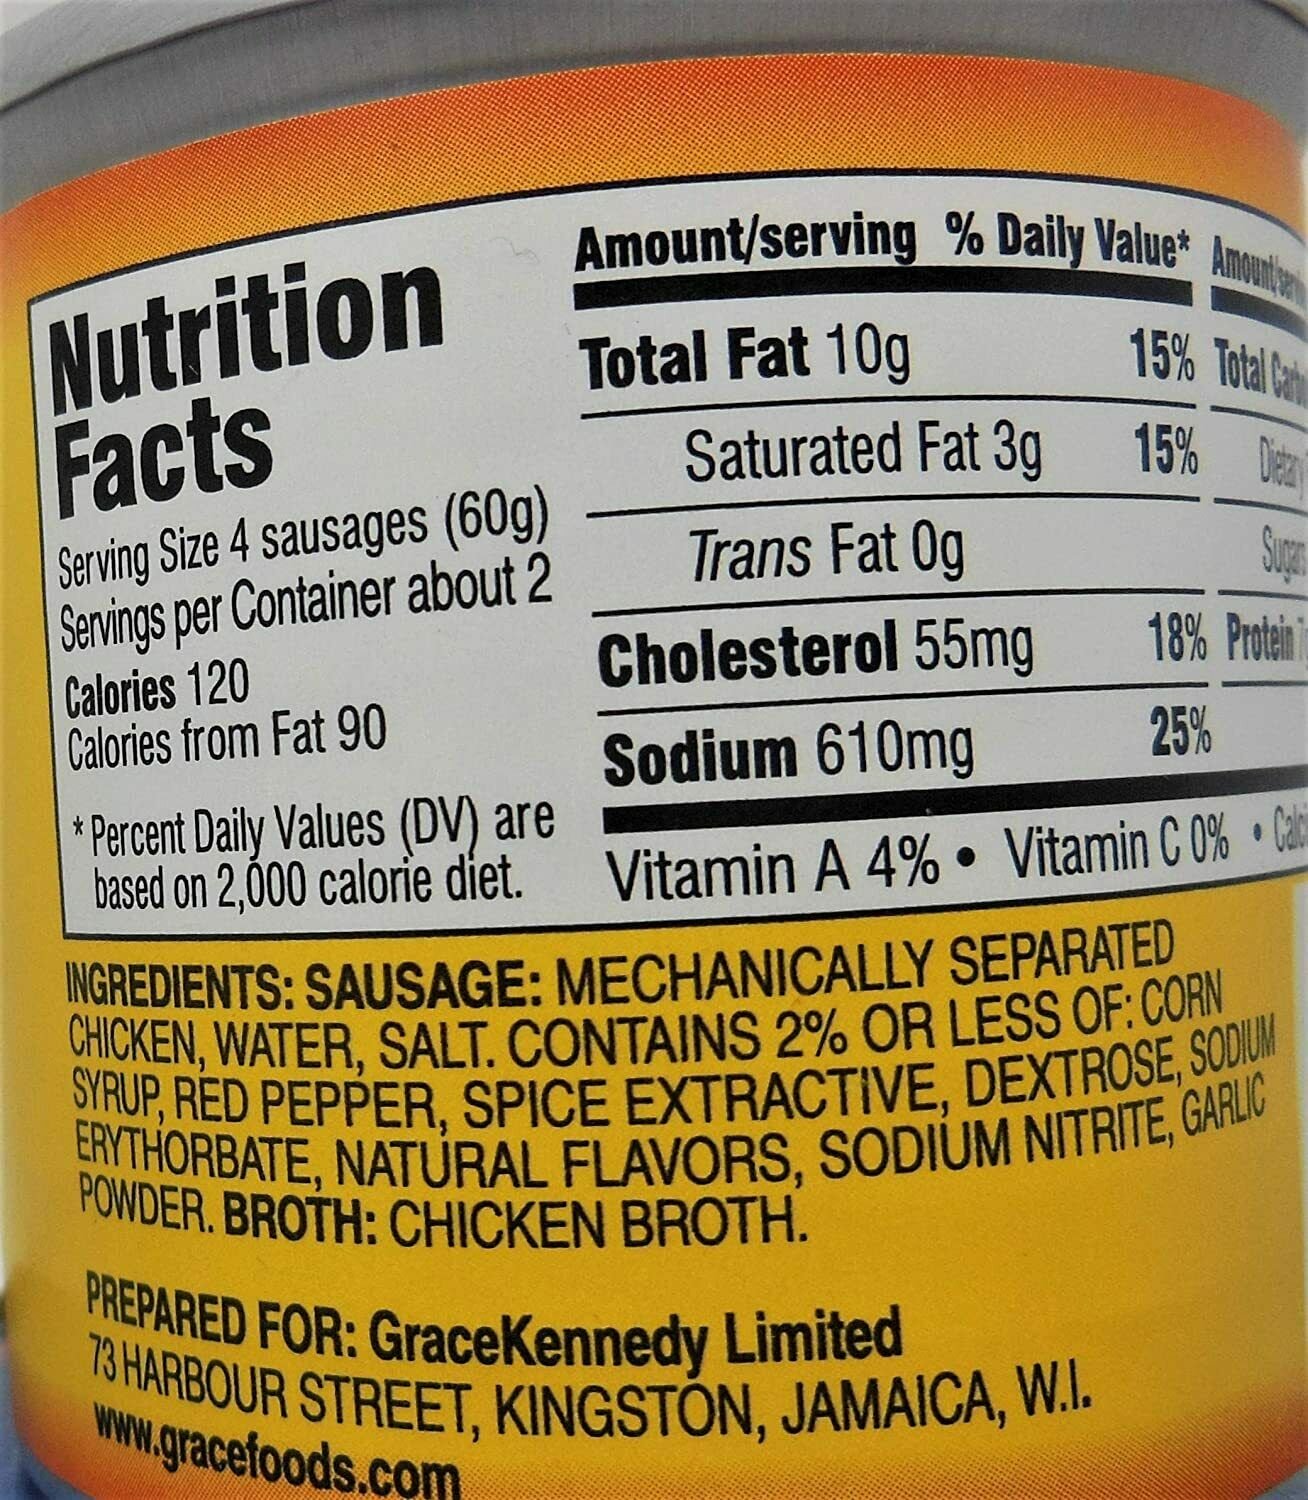 Nutrition
Facts
Serving Size 4 sausages (60g)
Servings per Container about 2
Calories 120
Calories from Fat 90
* Percent Daily Values (DV) are
based on 2,000 calorie diet.
Amount/serving % Daily Value*
Total Fat 10g 15%
Saturated Fat 3g 15%
Trans Fat 0g
Cholesterol 55mg 18%
Sodium 610mg 25%
Vitamin A 4% • Vitamin C 0% •
Total
Protein
INGREDIENTS: SAUSAGE: MECHANICALLY SEPARATED
CHICKEN, WATER, SALT. CONTAINS 2% OR LESS OF: CORN
SYRUP, RED PEPPER, SPICE EXTRACTIVE, DEXTROSE, SODIUM
ERYTHORBATE, NATURAL FLAVORS, SODIUM NITRITE, GARLIC
POWDER. BROTH: CHICKEN BROTH.
PREPARED FOR: GraceKennedy Limited
73 HARBOUR STREET, KINGSTON, JAMAICA, W.I.
www.gracefoods.com